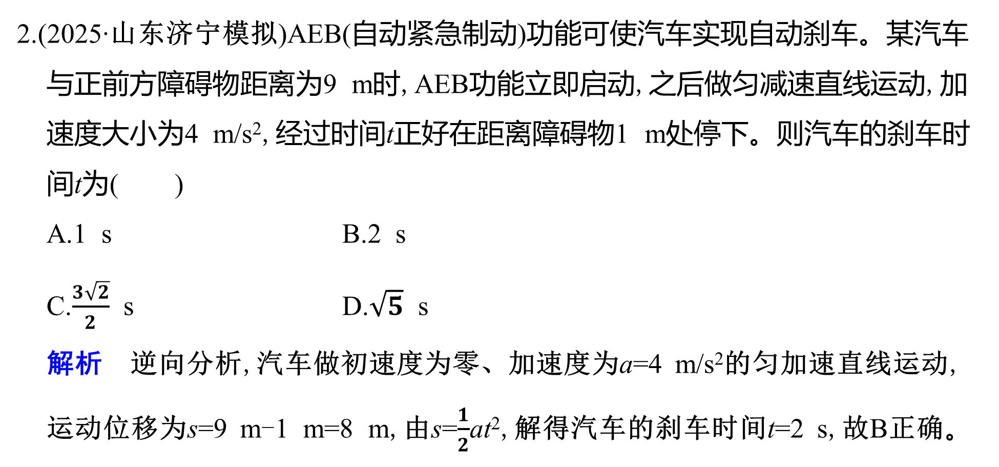 2.(2025·山东济宁模拟)AEB(自动紧急制动)功能可使汽车实现自动刹车。某汽车
与正前方障碍物距离为9 m时, AEB功能立即启动, 之后做匀减速直线运动, 加
速度大小为4 m/s², 经过时间t正好在距离障碍物1 m处停下。则汽车的刹车时
间t为(  )
A.1 s B.2 s
C.\frac{3\sqrt{2}}{2} s D.\sqrt{5} s
解析 逆向分析, 汽车做初速度为零、加速度为a=4 m/s²的匀加速直线运动,
运动位移为s=9 m−1 m=8 m, 由s=\frac{1}{2}at², 解得汽车的刹车时间t=2 s, 故B正确。